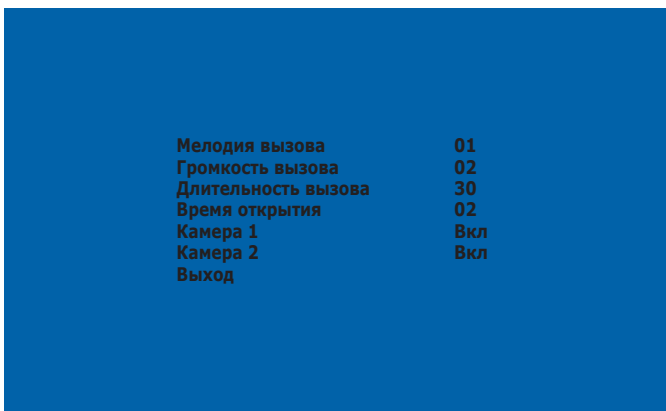 Мелодия вызова 01
Громкость вызова 02
Длительность вызова 30
Время открытия 02
Камера 1 Вкл
Камера 2 Вкл
Выход